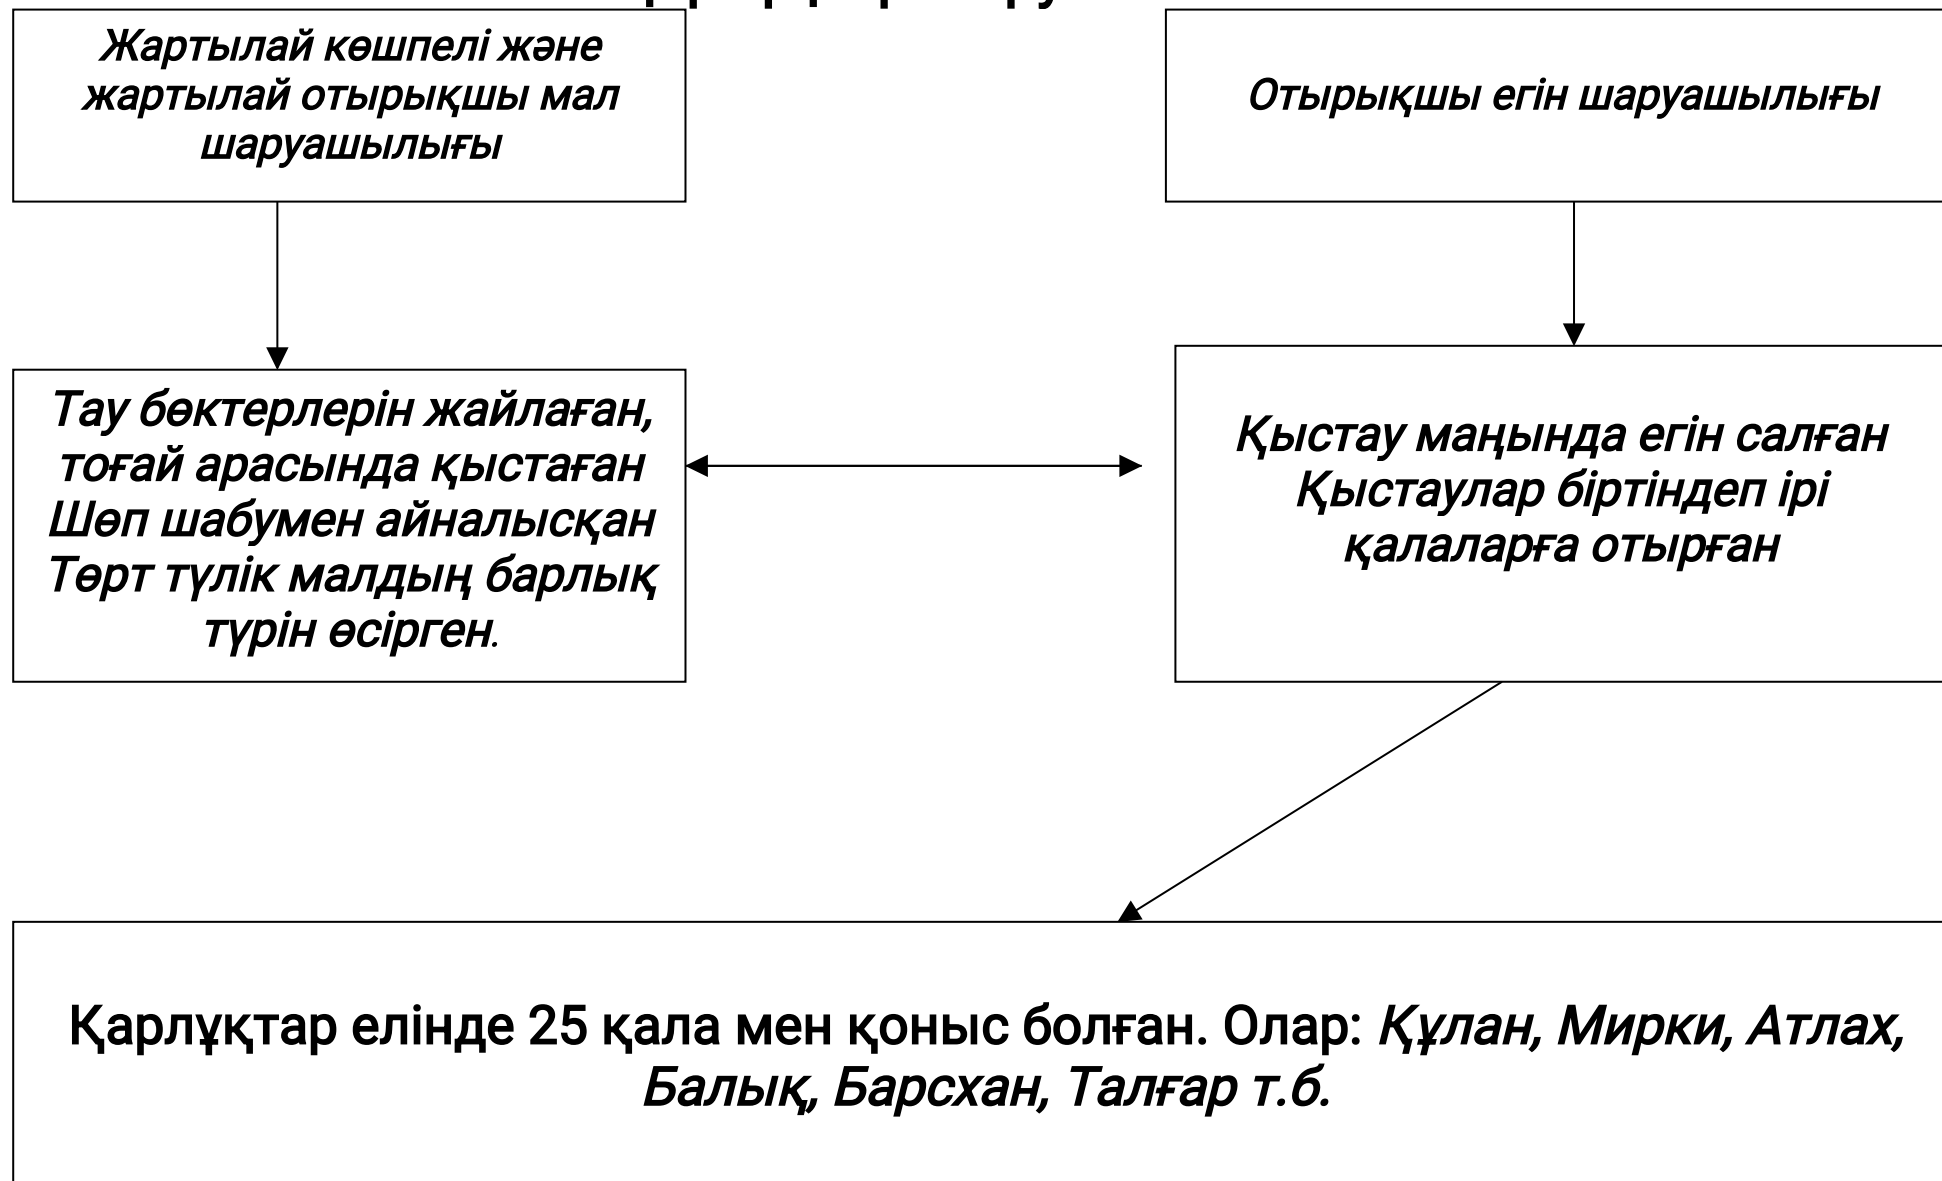 Жартылай көшпелі және
жартылай отырықшы мал
шаруашылығы
Отырықшы егін шаруашылығы
Тау бөктерлерін жайлаған,
тоғай арасында қыстаған
Шөп шабумен айналысқан
Төрт түлік малдың барлық
түрін өсірген.
Қыстау маңында егін салған
Қыстаулар біртіндеп ірі
қалаларға отырған
Қарлұқтар елінде 25 қала мен қоныс болған. Олар: Құлан, Мирки, Атлах,
Балық, Барсхан, Талғар т.б.